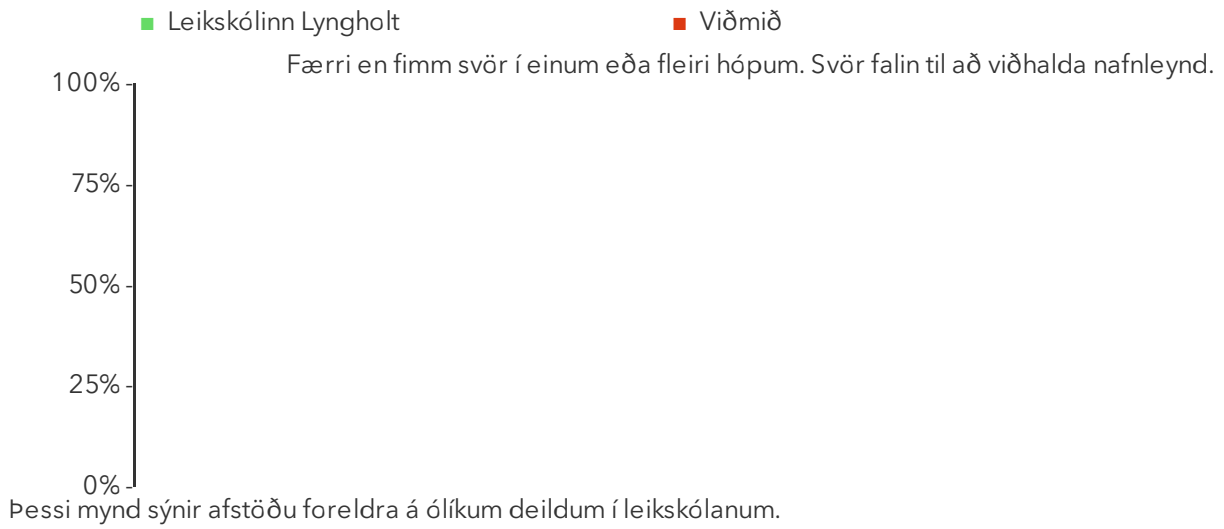 Leikskólinn Lyngholt Viðmið
Færri en fimm svör í einum eða fleiri hópum. Svör falin til að viðhalda nafnleynd.
100%
75%
50%
25%
0%
Þessi mynd sýnir afstöðu foreldra á ólíkum deildum í leikskólanum.